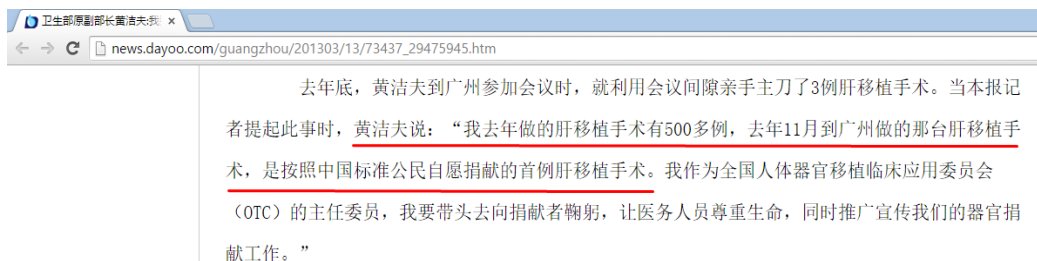 卫生部原副部长黄洁夫:我
news.dayoo.com/guangzhou/201303/13/73437_29475945.htm
去年底，黄洁夫到广州参加会议时，就利用会议间隙亲手主刀了3例肝移植手术。当本报记
者提起此事时，黄洁夫说：“我去年做的肝移植手术有500多例，去年11月到广州做的那台肝移植手
术，是按照中国标准公民自愿捐献的首例肝移植手术。我作为全国人体器官移植临床应用委员会
（OTC）的主任委员，我要带头去向捐献者鞠躬，让医务人员尊重生命，同时推广宣传我们的器官捐
献工作。”